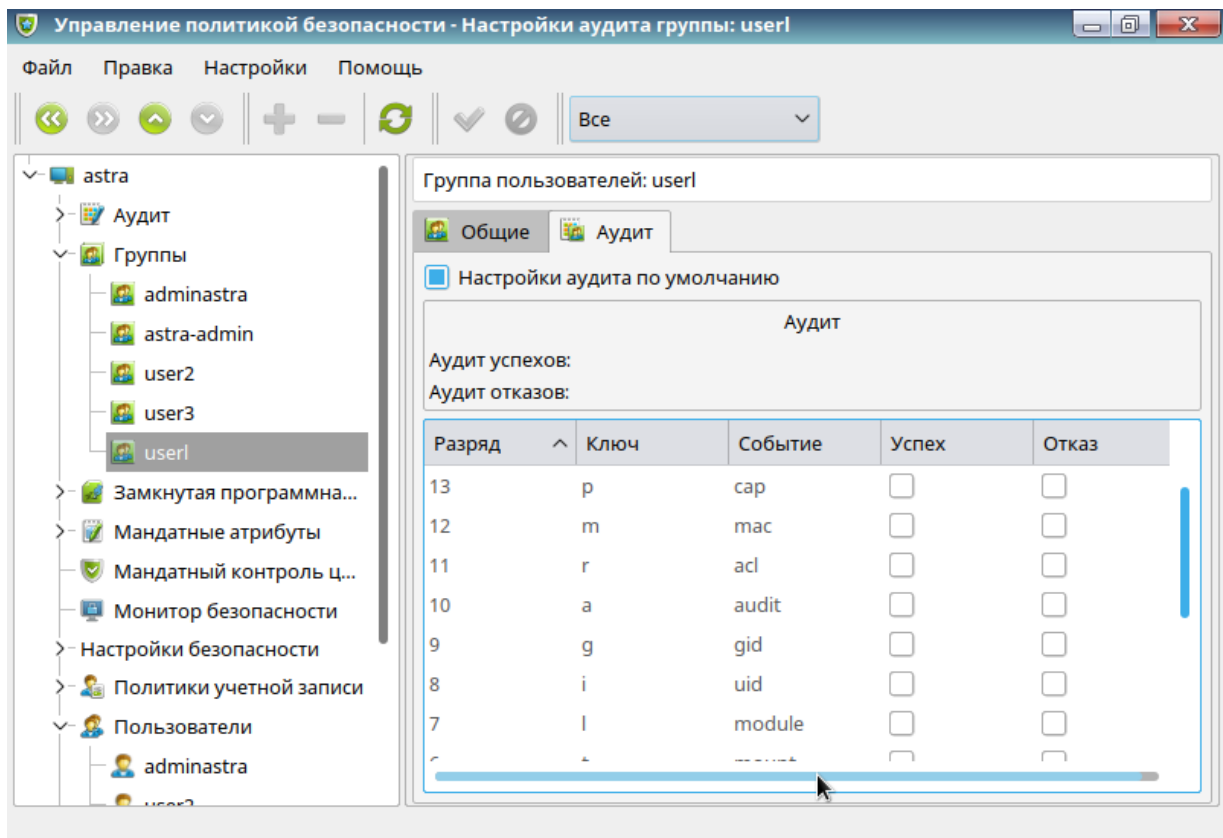 Управление политикой безопасности - Настройки аудита группы: userl
Файл Правка Настройки Помощь
Все
astra
Аудит
Группы
adminastra
astra-admin
user2
user3
userl
Замкнутая программна...
Мандатные атрибуты
Мандатный контроль ц...
Монитор безопасности
Настройки безопасности
Политики учетной записи
Пользователи
adminastra
Группа пользователей: userl
Общие Аудит
Настройки аудита по умолчанию
Аудит
Аудит успехов:
Аудит отказов:
Разряд Ключ Событие Успех Отказ
13 p cap
12 m mac
11 r acl
10 a audit
9 g gid
8 i uid
7 l module